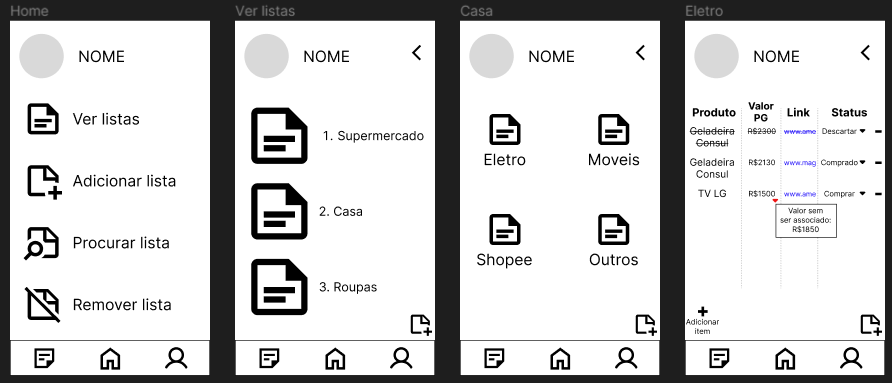 Home
NOME
Ver listas
Adicionar lista
Procurar lista
Remover lista
Ver listas
NOME
1. Supermercado
2. Casa
3. Roupas
Casa
NOME
Eletro
Moveis
Shopee
Outros
Eletro
NOME
Produto Valor PG Link Status
Geladeira Consul R$2300 www.ame Descartar
Geladeira Consul R$2130 www.mag Comprado
TV LG R$1500 www.ame Comprar
Valor sem
ser associado:
R$1850
Adicionar
item